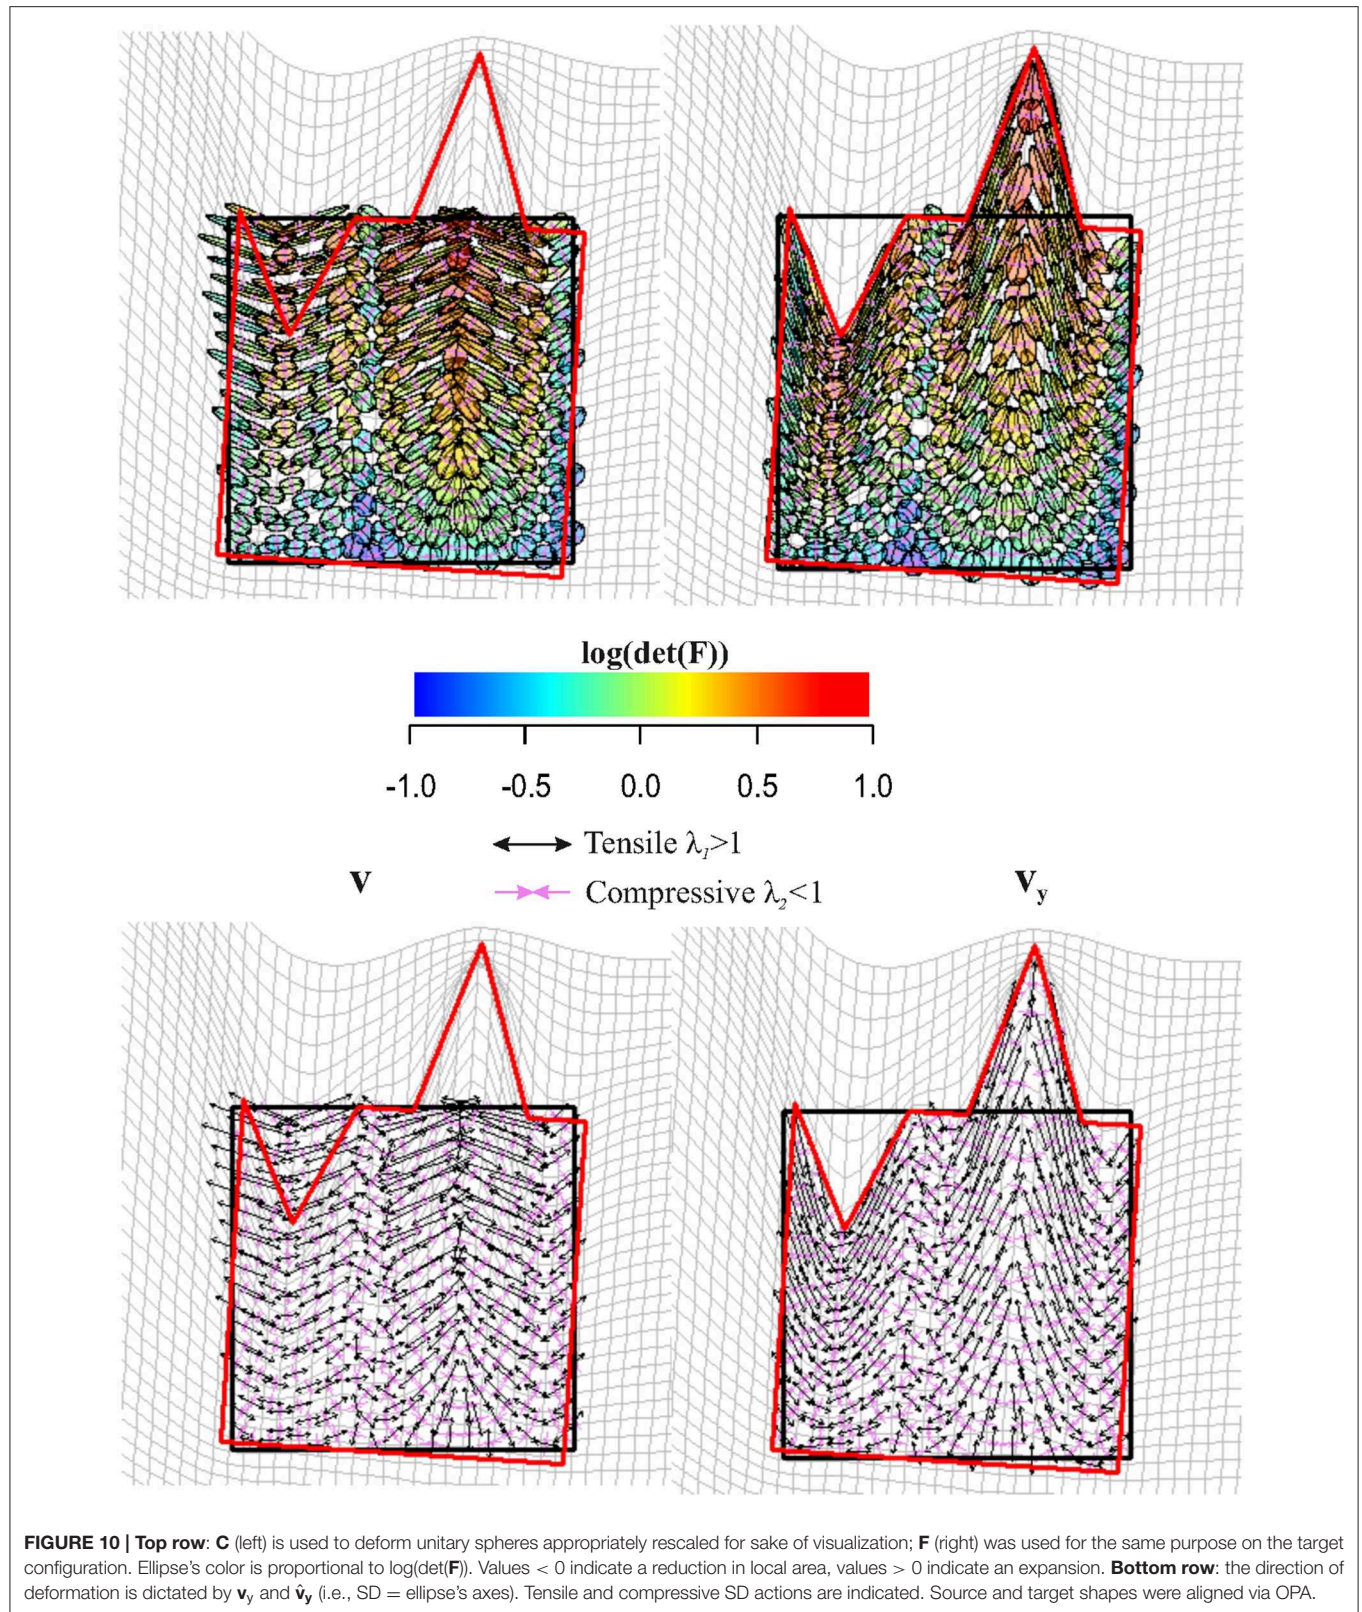 log(det(F))
-1.0 -0.5 0.0 0.5 1.0
Tensile λ₁>1
v
Compressive λ₂<1
vᵧ
FIGURE 10 | Top row: C (left) is used to deform unitary spheres appropriately rescaled for sake of visualization; F (right) was used for the same purpose on the target
configuration. Ellipse's color is proportional to log(det(F)). Values < 0 indicate a reduction in local area, values > 0 indicate an expansion. Bottom row: the direction of
deformation is dictated by v_y and v̂_y (i.e., SD = ellipse's axes). Tensile and compressive SD actions are indicated. Source and target shapes were aligned via OPA.